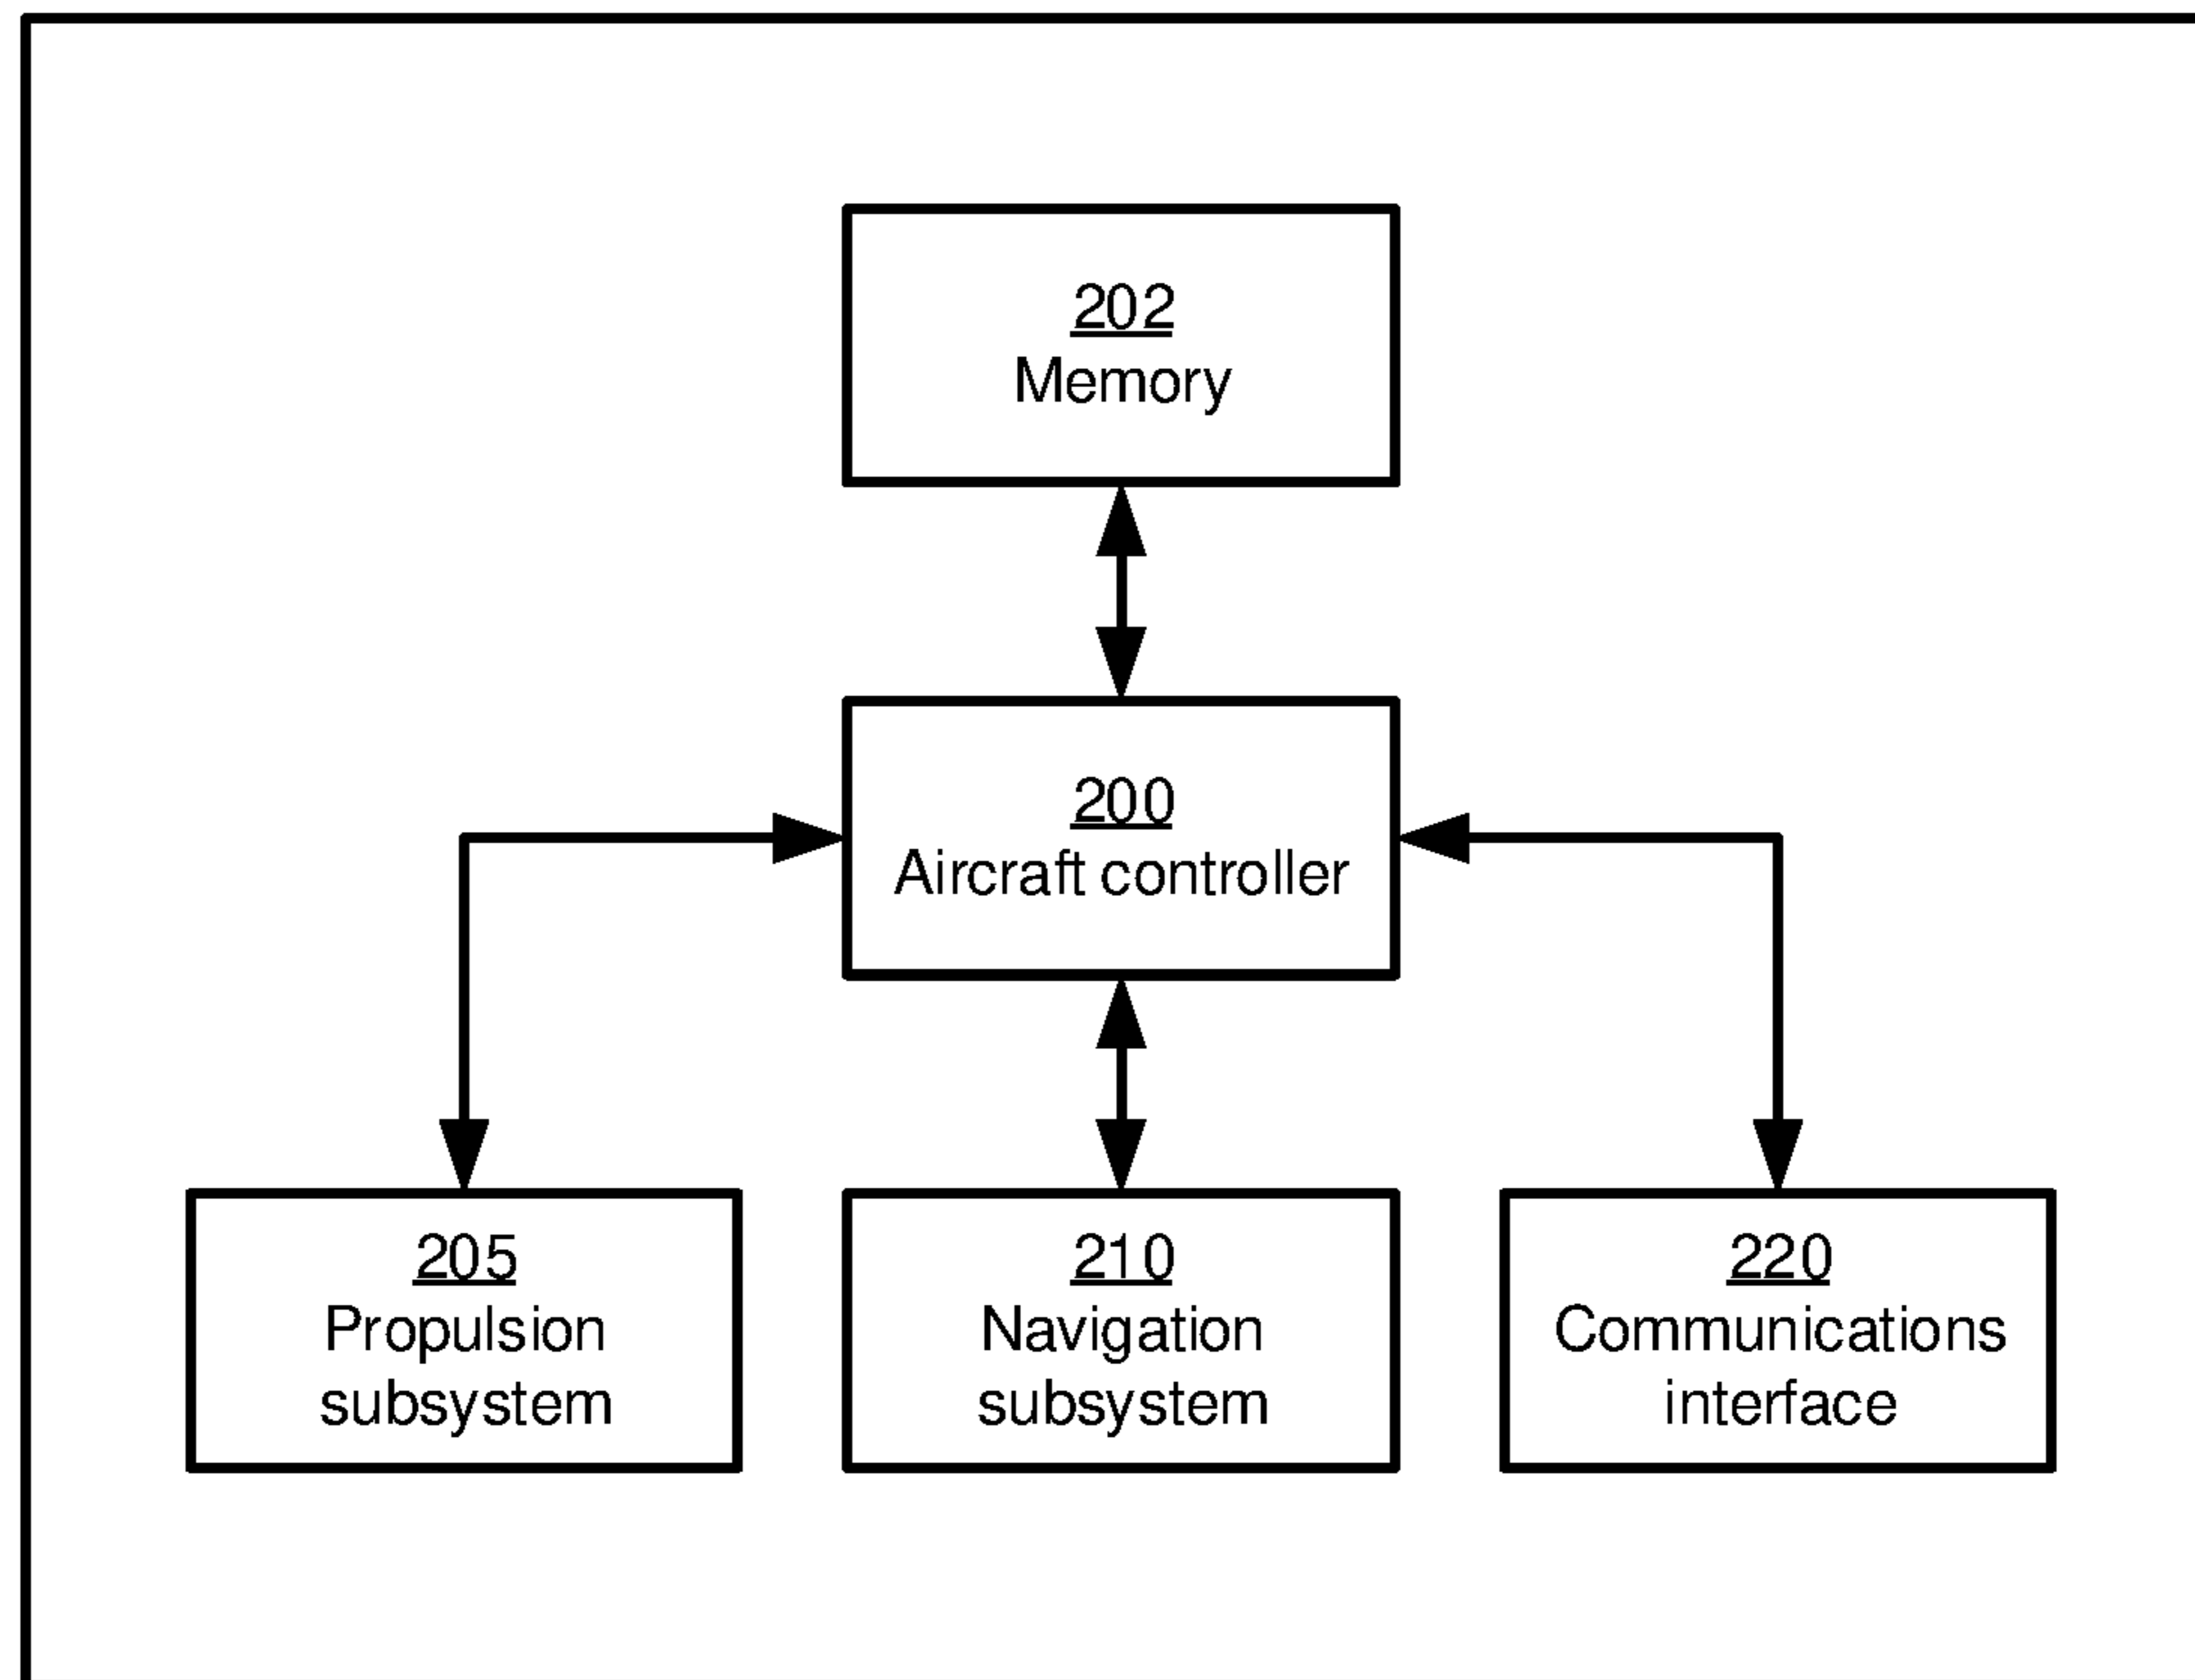 202
Memory
200
Aircraft controller
205
Propulsion
subsystem
210
Navigation
subsystem
220
Communications
interface